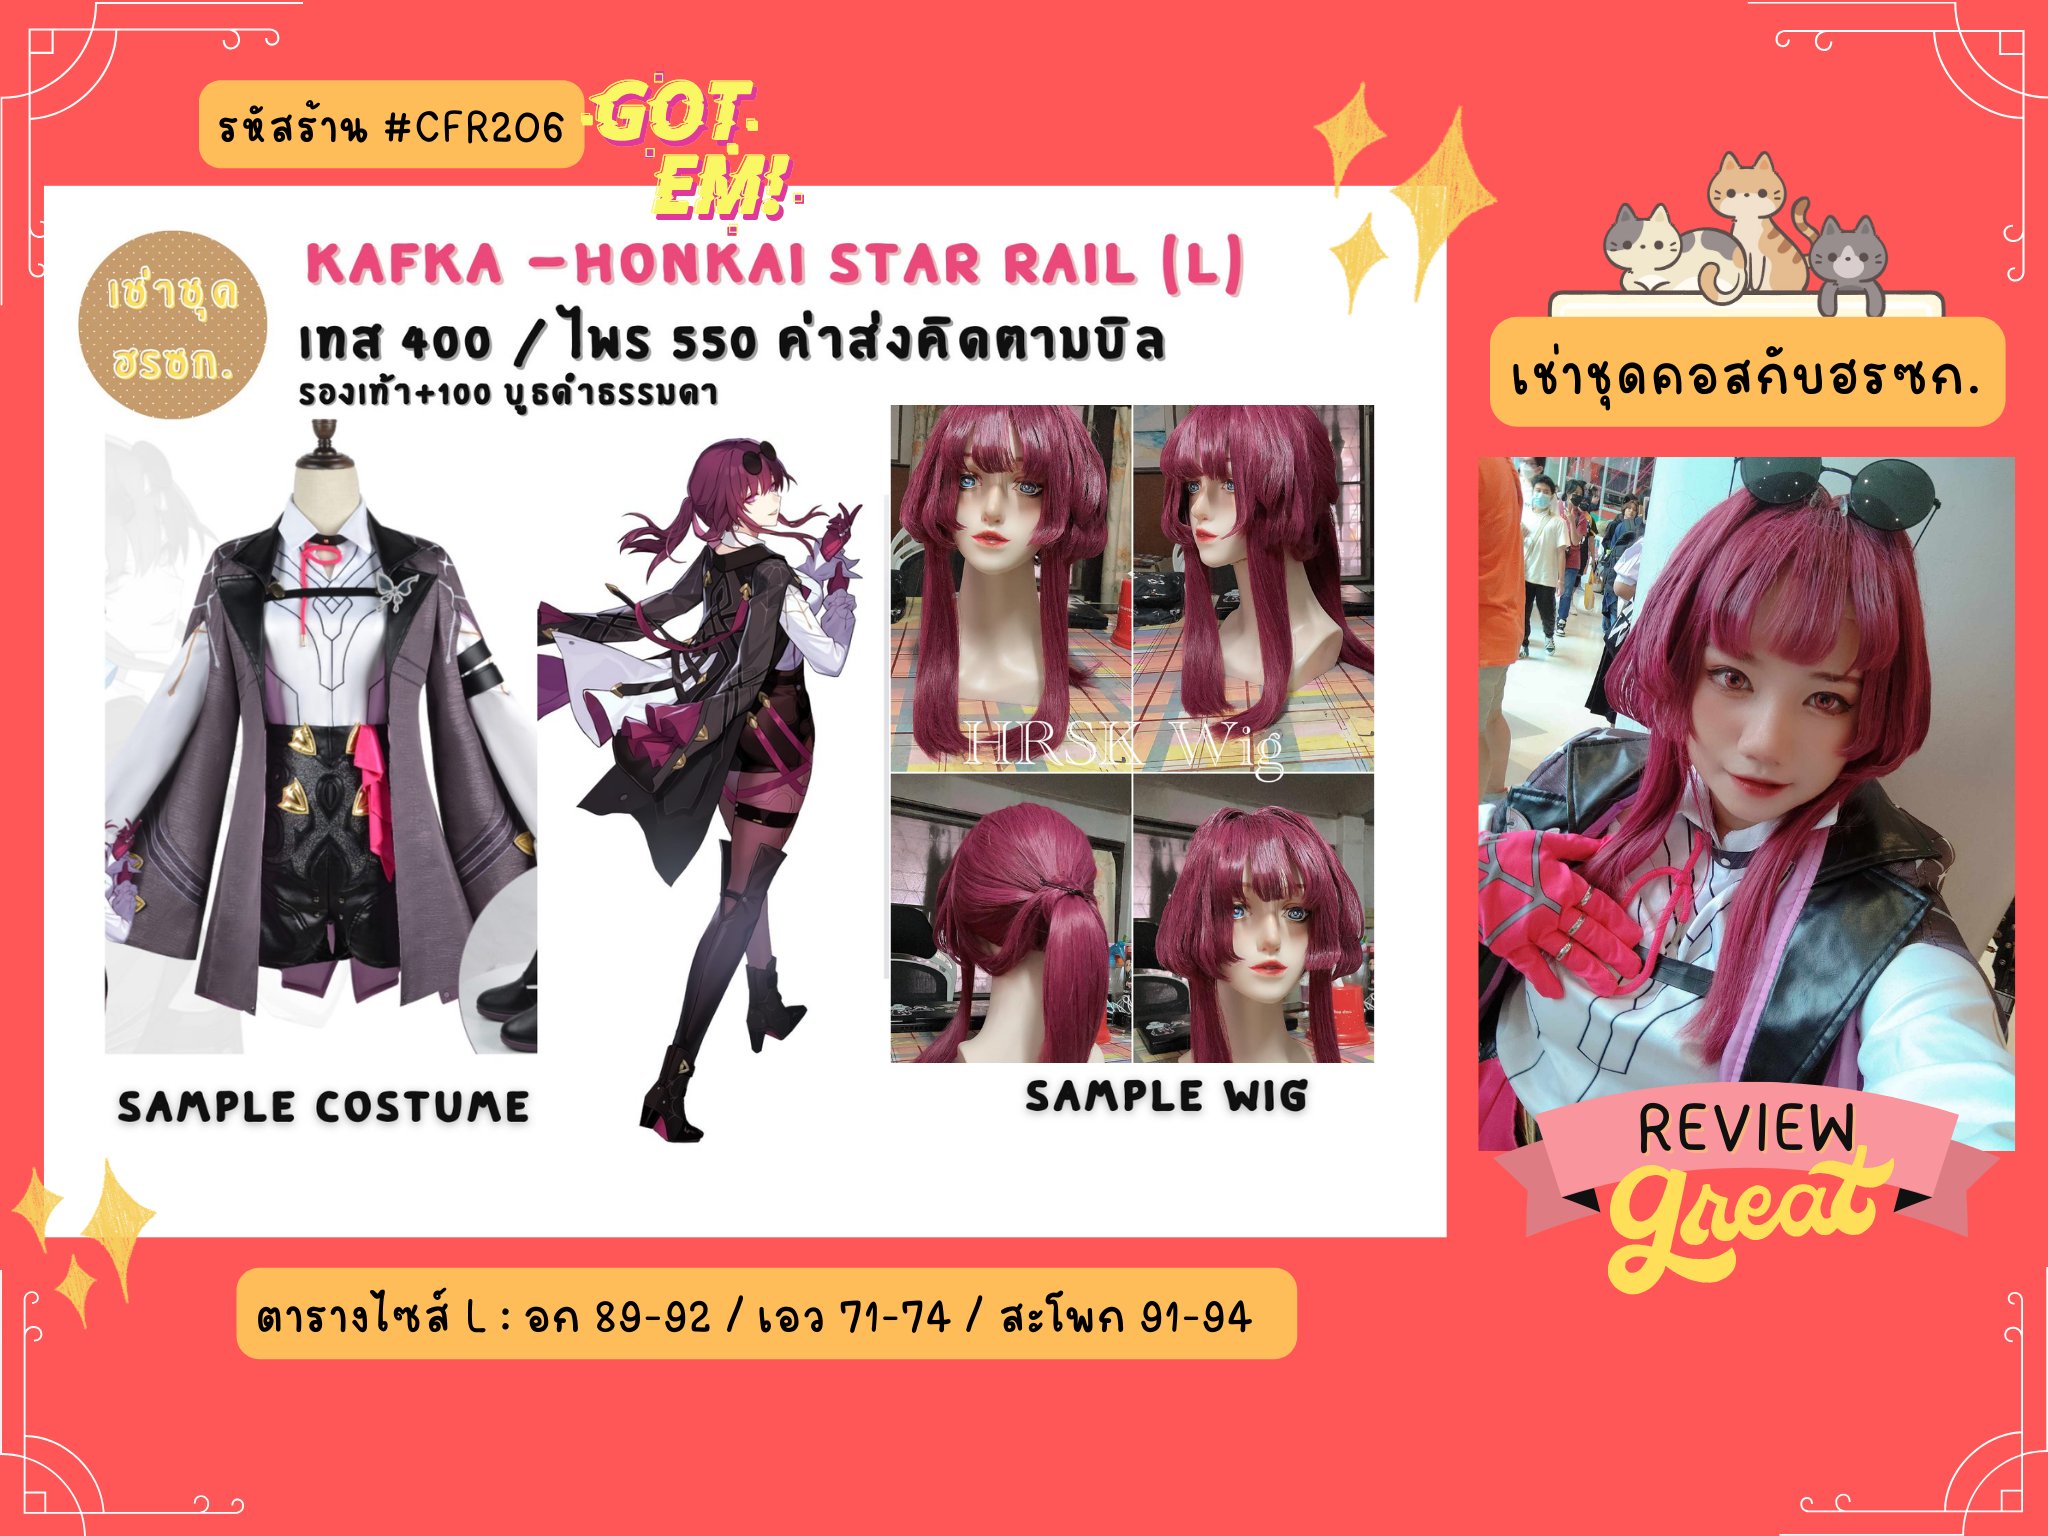 รหัสร้าน #CFR206
GOT
EM!
เช่าชุด
ฮรซก.
KAFKA -HONKAI STAR RAIL (L)
เทส 400 / ไพร 550 ค่าส่งคิดตามบิล
รองเท้า+100 บูธดำธรรมดา
HRSK Wig
SAMPLE COSTUME
SAMPLE WIG
เช่าชุดคอสกับฮรซก.
REVIEW
great
ตารางไซส์ L : อก 89-92 / เอว 71-74 / สะโพก 91-94